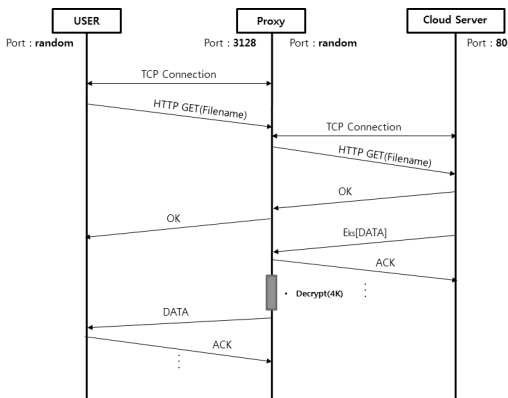 USER
Proxy
Cloud Server
Port : random
Port : 3128
Port : random
Port : 80
TCP Connection
HTTP GET(Filename)
TCP Connection
HTTP GET(Filename)
OK
OK
Eks[DATA]
ACK
• Decrypt(4K)
DATA
ACK